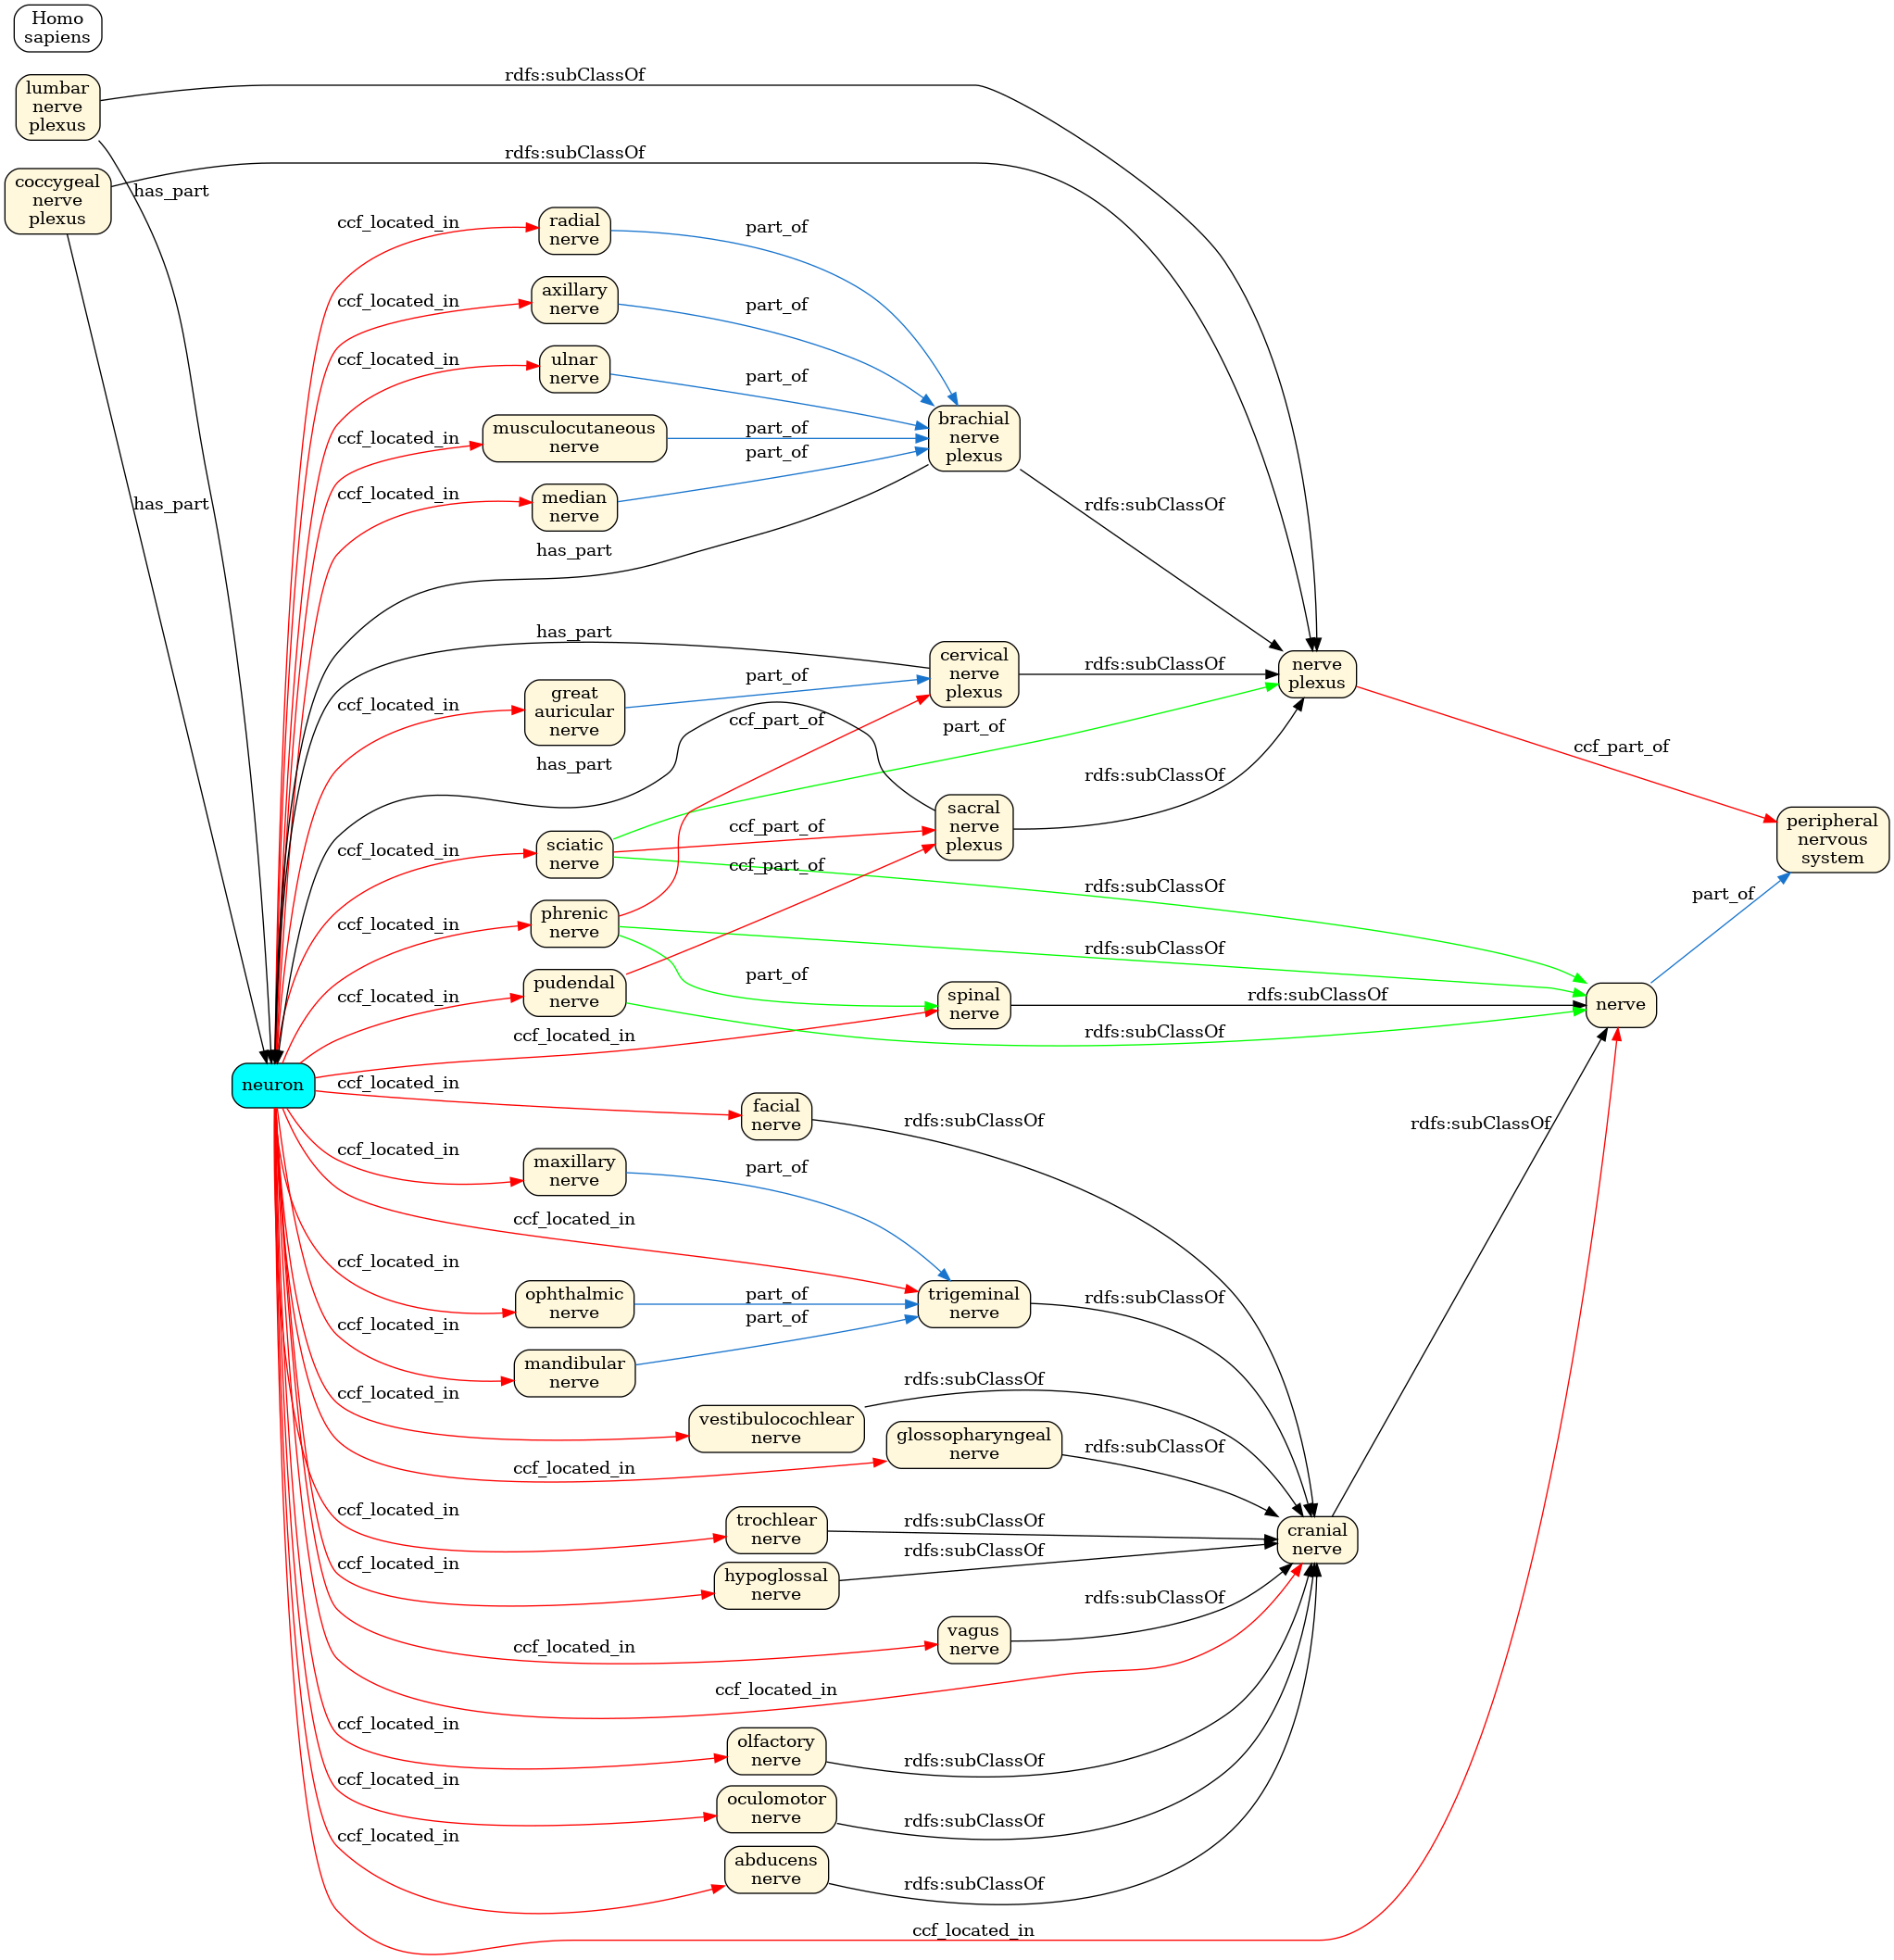 Homo
sapiens
lumbar
nerve
plexus
rdfs:subClassOf
coccygeal
nerve
plexus
rdfs:subClassOf
has_part
has_part
ccf_located_in
radial
nerve
part_of
ccf_located_in
axillary
nerve
part_of
ccf_located_in
ulnar
nerve
part_of
ccf_located_in
musculocutaneous
nerve
part_of
ccf_located_in
median
nerve
part_of
brachial
nerve
plexus
rdfs:subClassOf
has_part
has_part
cervical
nerve
plexus
rdfs:subClassOf
nerve
plexus
ccf_located_in
great
auricular
nerve
part_of
ccf_part_of
part_of
has_part
ccf_part_of
rdfs:subClassOf
sacral
nerve
plexus
ccf_located_in
sciatic
nerve
ccf_part_of
rdfs:subClassOf
peripheral
nervous
system
part_of
ccf_located_in
phrenic
nerve
rdfs:subClassOf
part_of
ccf_located_in
pudendal
nerve
spinal
nerve
rdfs:subClassOf
nerve
ccf_located_in
rdfs:subClassOf
neuron
ccf_located_in
facial
nerve
rdfs:subClassOf
rdfs:subClassOf
ccf_located_in
maxillary
nerve
part_of
ccf_located_in
ccf_located_in
ophthalmic
nerve
part_of
trigeminal
nerve
rdfs:subClassOf
ccf_located_in
mandibular
nerve
part_of
ccf_located_in
vestibulocochlear
nerve
rdfs:subClassOf
ccf_located_in
glossopharyngeal
nerve
rdfs:subClassOf
ccf_located_in
trochlear
nerve
rdfs:subClassOf
cranial
nerve
ccf_located_in
hypoglossal
nerve
rdfs:subClassOf
ccf_located_in
vagus
nerve
rdfs:subClassOf
ccf_located_in
ccf_located_in
olfactory
nerve
rdfs:subClassOf
ccf_located_in
oculomotor
nerve
rdfs:subClassOf
ccf_located_in
abducens
nerve
rdfs:subClassOf
ccf_located_in